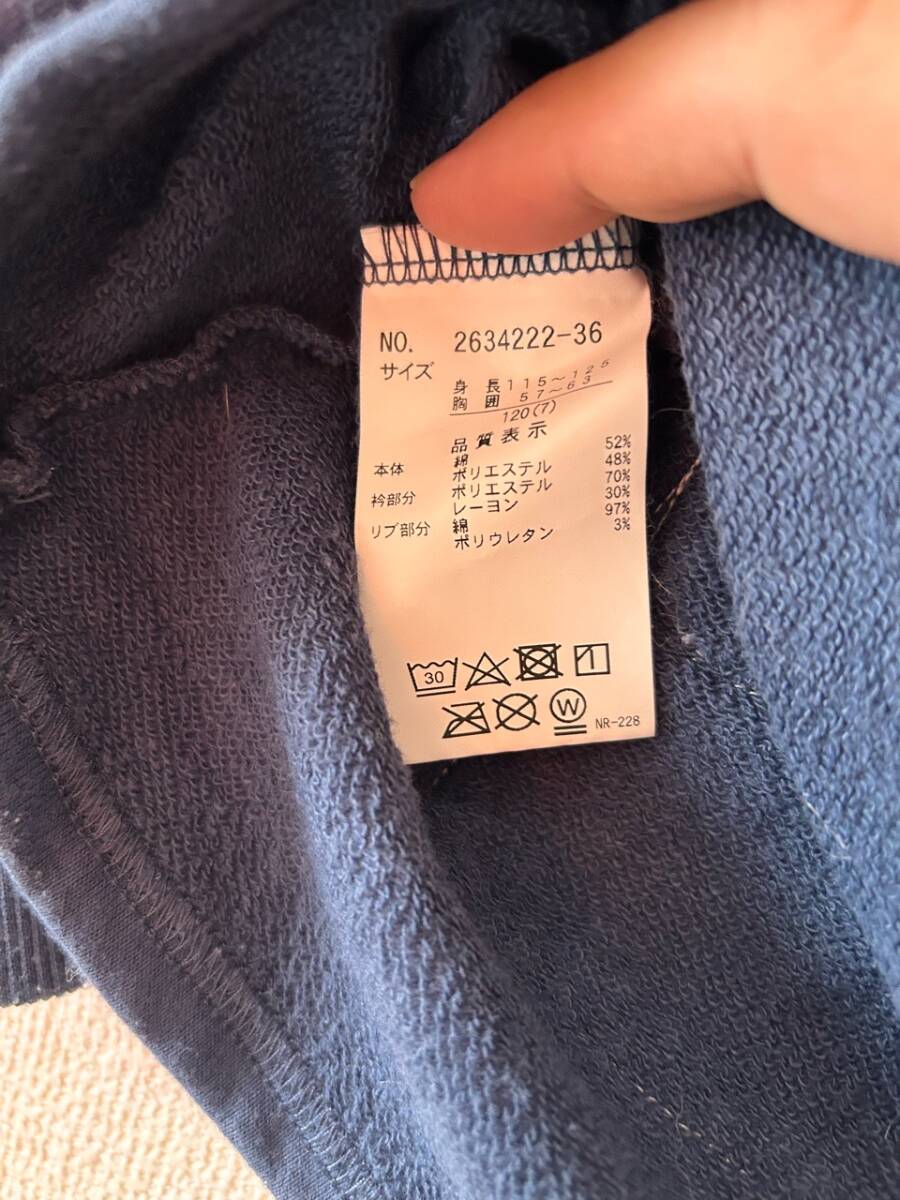 NO. 2634222-36
サイズ
身長115～125
胸囲 57～63
120(7)
品質表示
本体 綿 52%
ポリエステル 48%
衿部分 ポリエステル 70%
レーヨン 30%
リブ部分 綿 97%
ポリウレタン 3%
30
W
NR-228